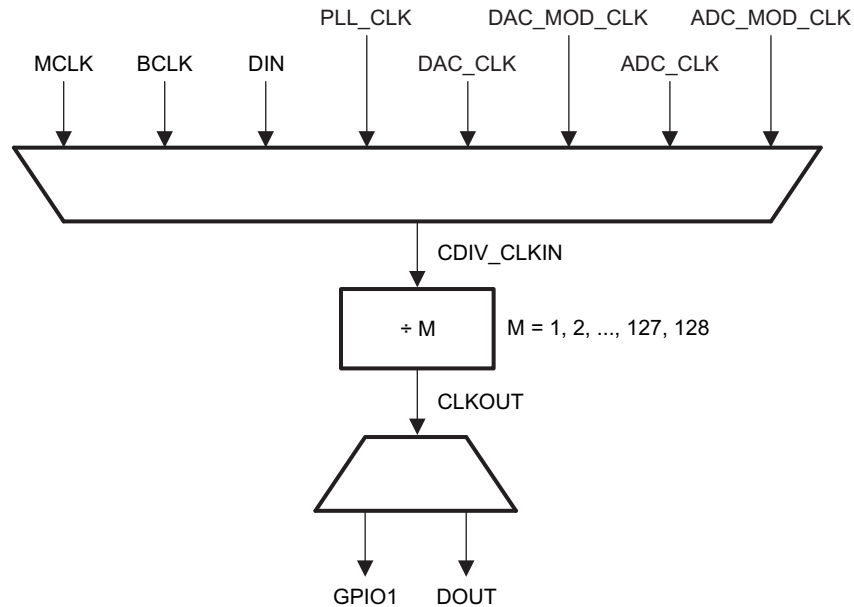 PLL_CLK DAC_MOD_CLK ADC_MOD_CLK
MCLK BCLK DIN DAC_CLK ADC_CLK
CDIV_CLKIN
÷ M M = 1, 2, ..., 127, 128
CLKOUT
GPIO1 DOUT